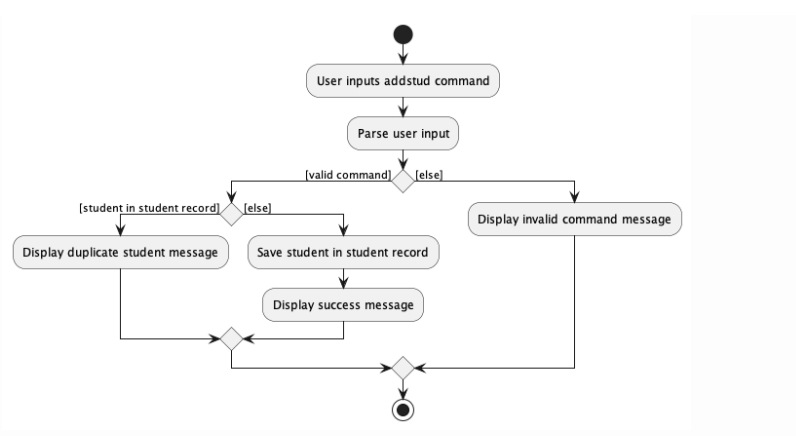 User inputs addstud command
Parse user input
[valid command]
[else]
[student in student record]
[else]
Display invalid command message
Display duplicate student message
Save student in student record
Display success message